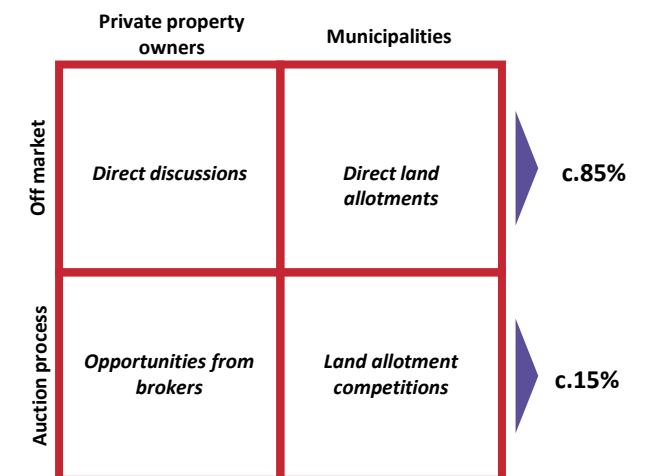 Private property
owners
Municipalities
Off market
Direct discussions
Direct land
allotments
c.85%
Auction process
Opportunities from
brokers
Land allotment
competitions
c.15%